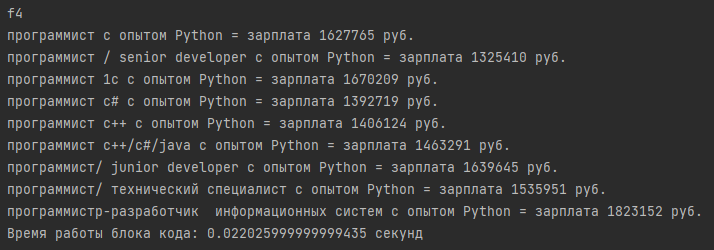 f4
программист с опытом Python = зарплата 1627765 руб.
программист / senior developer с опытом Python = зарплата 1325410 руб.
программист 1с с опытом Python = зарплата 1670209 руб.
программист c# с опытом Python = зарплата 1392719 руб.
программист c++ с опытом Python = зарплата 1406124 руб.
программист c++/c#/java с опытом Python = зарплата 1463291 руб.
программист/ junior developer с опытом Python = зарплата 1639645 руб.
программист/ технический специалист с опытом Python = зарплата 1535951 руб.
программистр-разработчик  информационных систем с опытом Python = зарплата 1823152 руб.
Время работы блока кода: 0.022025999999999435 секунд